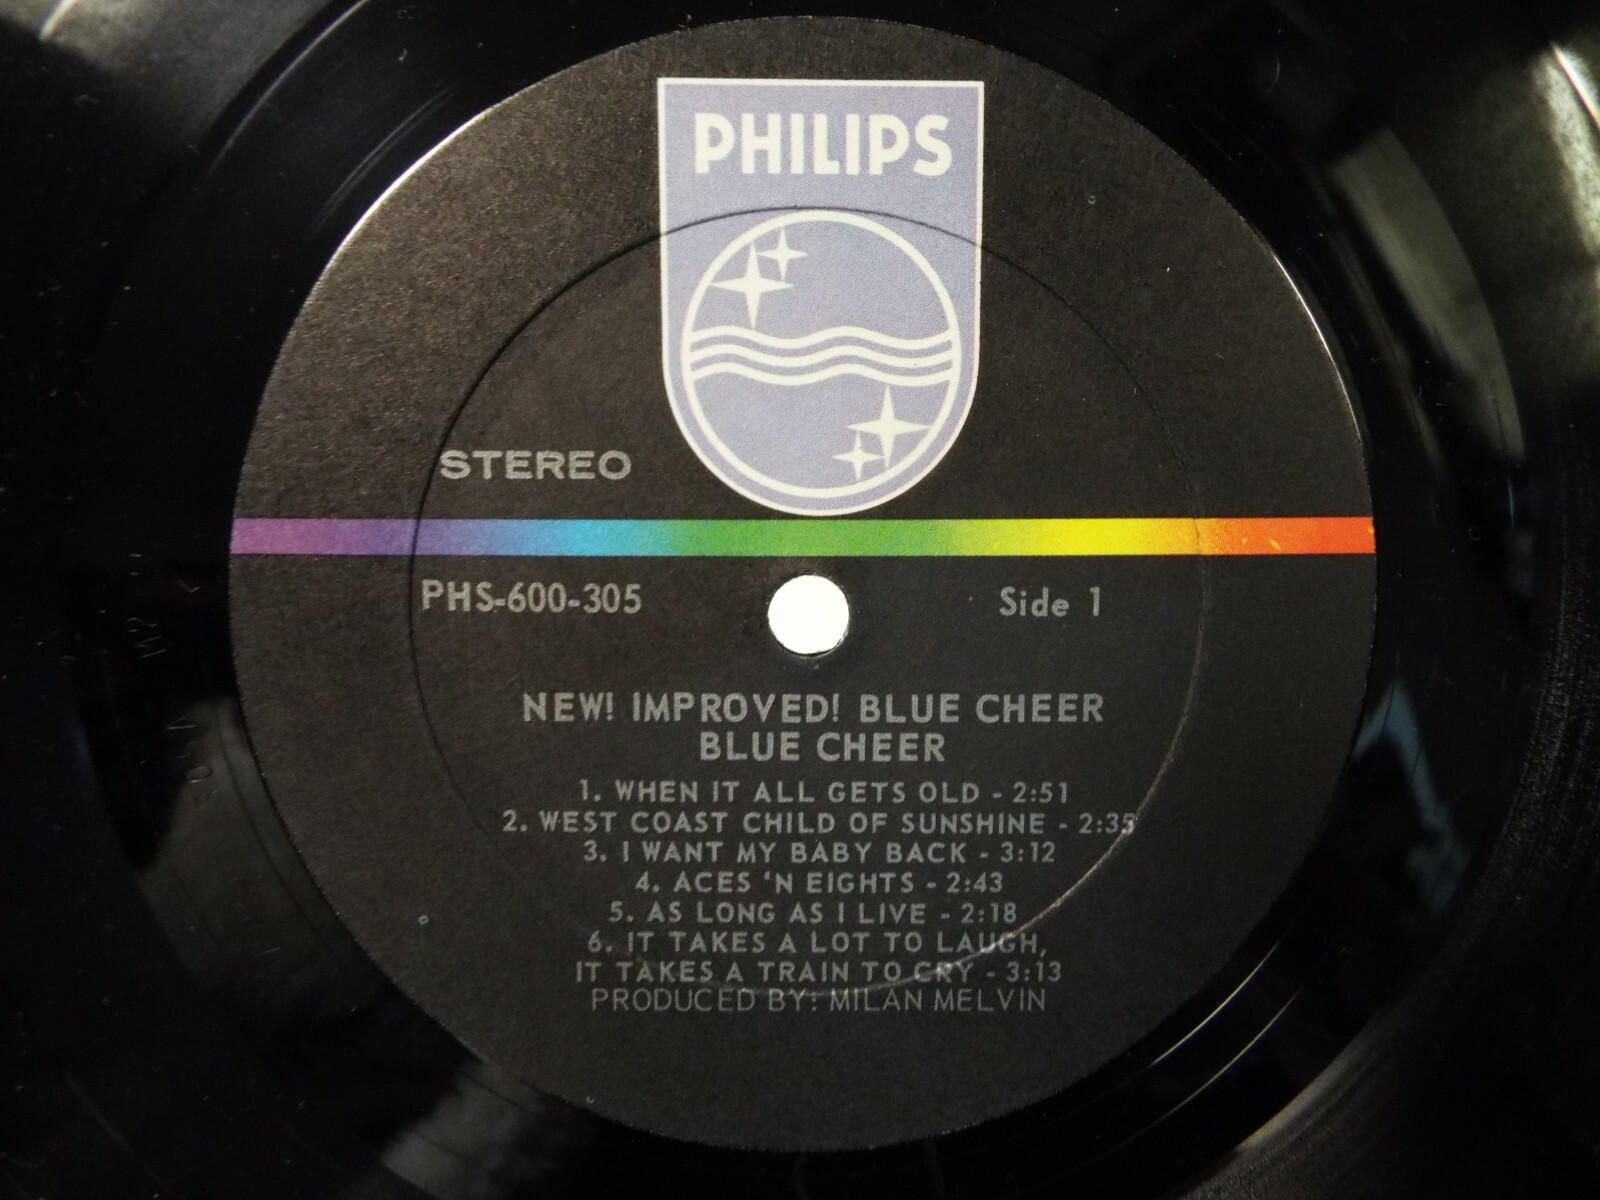 PHILIPS
STEREO
PHS-600-305
Side 1
NEW! IMPROVED! BLUE CHEER
BLUE CHEER
1. WHEN IT ALL GETS OLD - 2:51
2. WEST COAST CHILD OF SUNSHINE - 2:35
3. I WANT MY BABY BACK - 3:12
4. ACES 'N EIGHTS - 2:43
5. AS LONG AS I LIVE - 2:18
6. IT TAKES A LOT TO LAUGH,
IT TAKES A TRAIN TO CRY - 3:13
PRODUCED BY: MILAN MELVIN